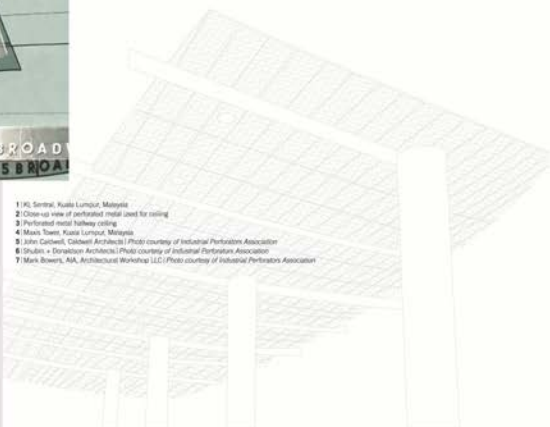 BROADW
5 BROA
1 | KL Sentral, Kuala Lumpur, Malaysia
2 | Close-up view of perforated metal used for ceiling
3 | Perforated metal hallway ceiling
4 | Maxis Tower, Kuala Lumpur, Malaysia
5 | John Caldwell, Caldwell Architects | Photo courtesy of Industrial Perforators Association
6 | Shubin + Donaldson Architects | Photo courtesy of Industrial Perforators Association
7 | Mark Bowers, AIA, Architectural Workshop LLC | Photo courtesy of Industrial Perforators Association